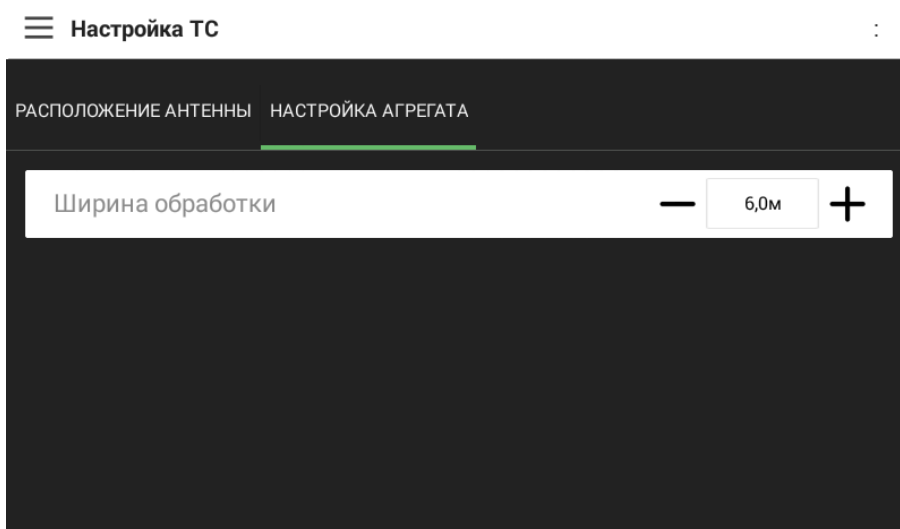 Настройка ТС
РАСПОЛОЖЕНИЕ АНТЕННЫ НАСТРОЙКА АГРЕГАТА
Ширина обработки 6,0м